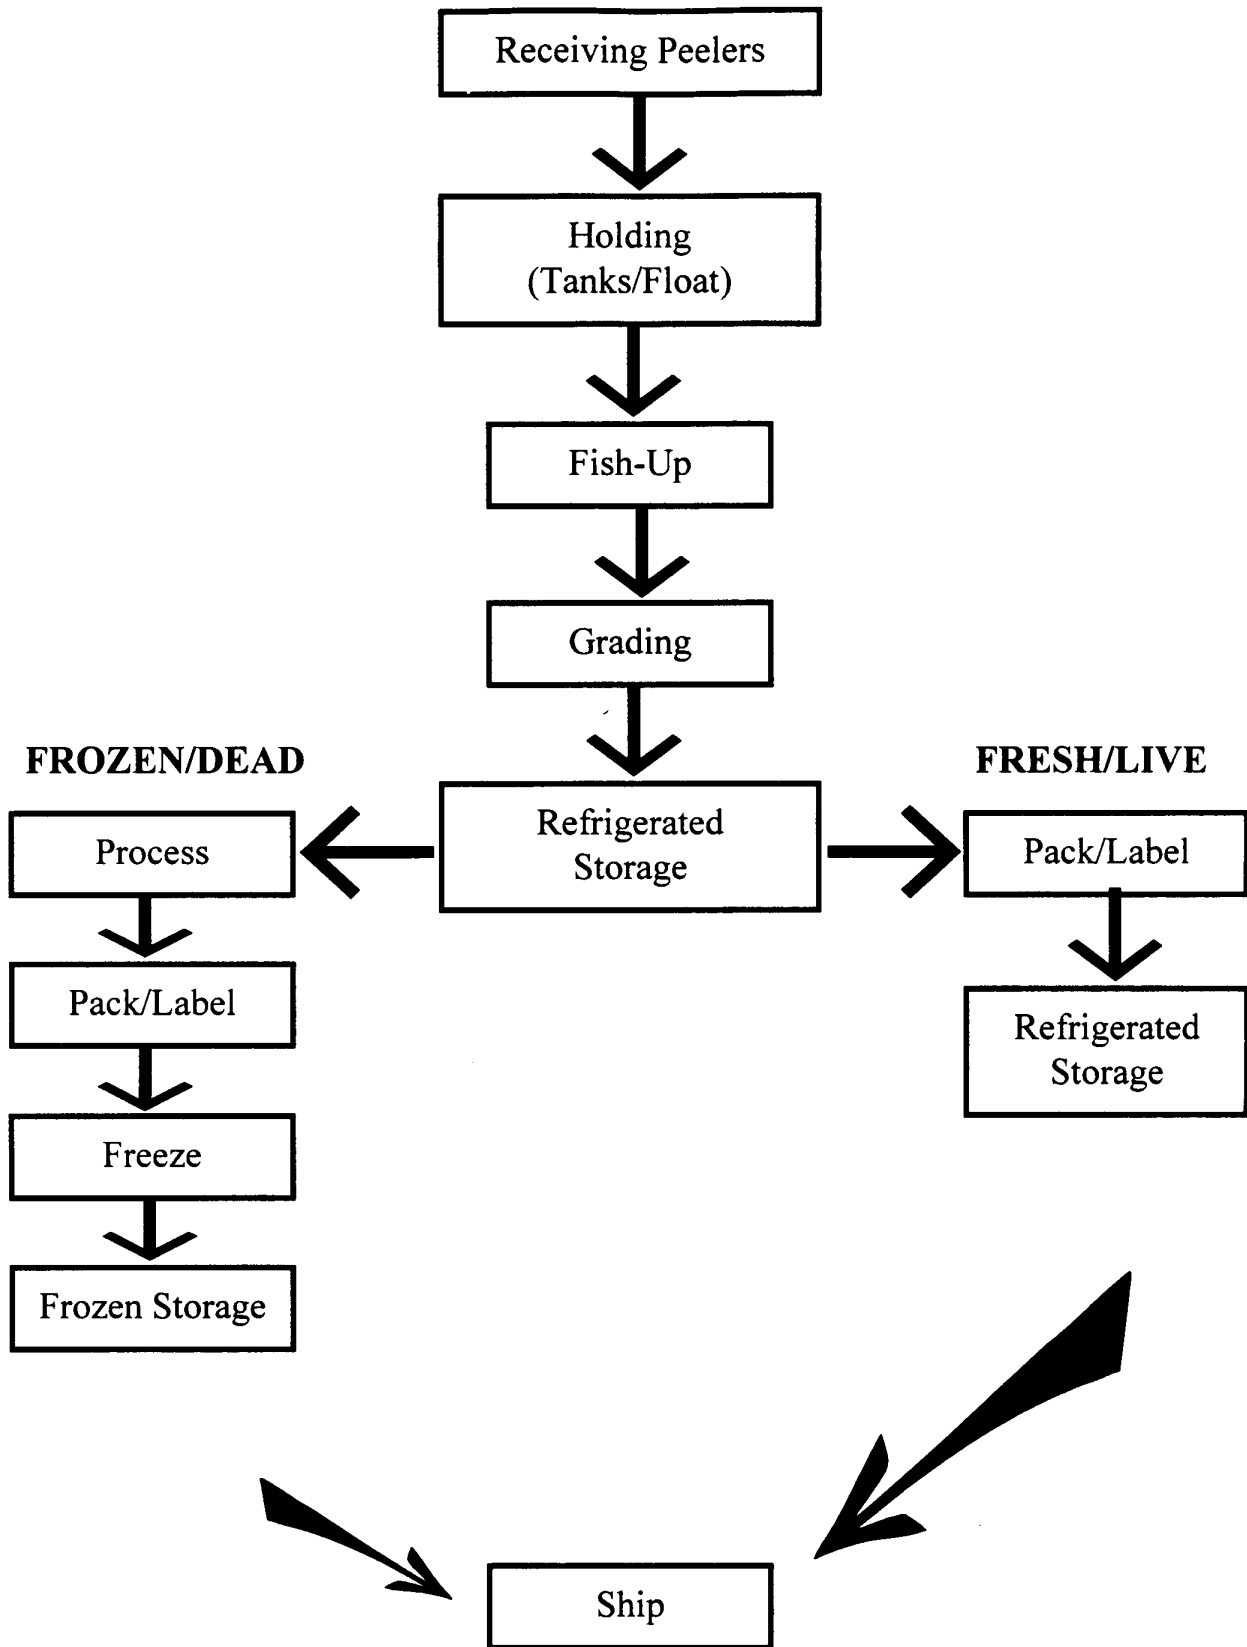 Receiving Peelers
Holding
(Tanks/Float)
Fish-Up
Grading
FROZEN/DEAD
FRESH/LIVE
Refrigerated
Storage
Process
Pack/Label
Pack/Label
Refrigerated
Storage
Freeze
Frozen Storage
Ship